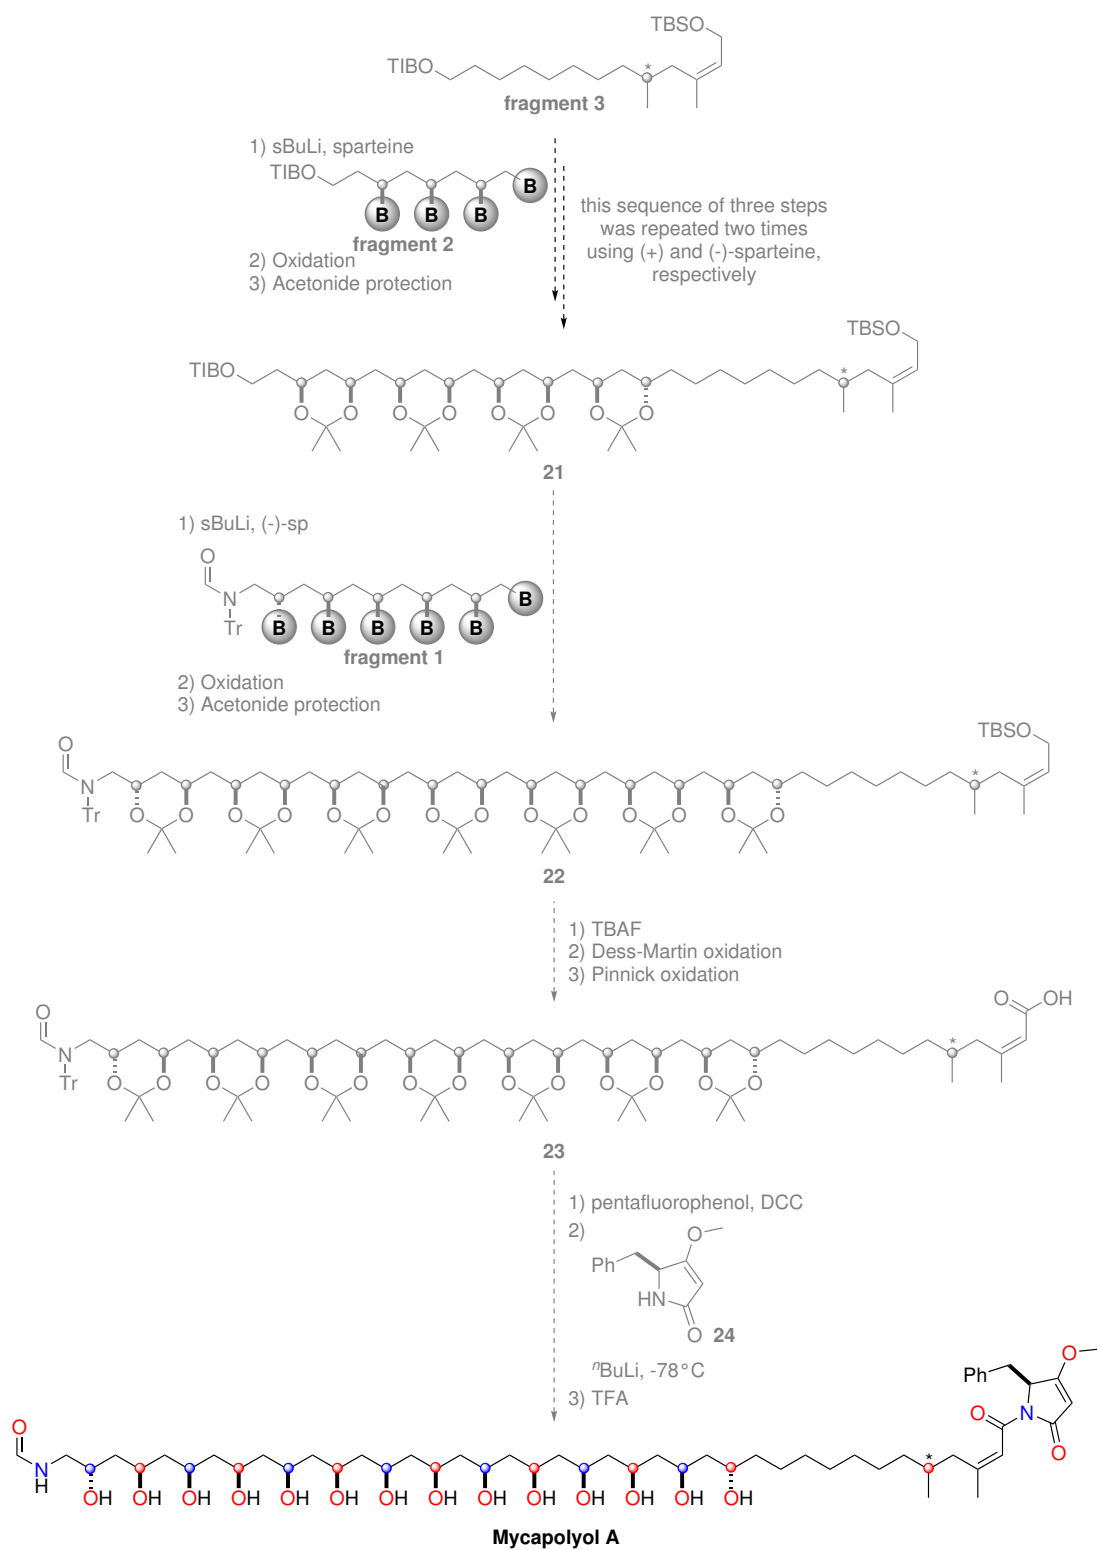 TBSO
TIBO
*
fragment 3
1) sBuLi, sparteine
TIBO
B
B B B
fragment 2
2) Oxidation
3) Acetonide protection
this sequence of three steps
was repeated two times
using (+) and (-)-sparteine,
respectively
TBSO
TIBO
*
O O O O O O O O
21
1) sBuLi, (-)-sp
O
N
Tr
B
B B B B B
fragment 1
2) Oxidation
3) Acetonide protection
TBSO
O
*
N
Tr
O O O O O O O O O O O O O O
22
1) TBAF
2) Dess-Martin oxidation
3) Pinnick oxidation
O OH
O
*
N
Tr
O O O O O O O O O O O O O O
23
1) pentafluorophenol, DCC
2)
O
Ph
HN
O 24
nBuLi, -78°C
3) TFA
O
Ph
O N
O
O
*
N
H
OH OH OH OH OH OH OH OH OH OH OH OH OH OH
Mycapolyol A